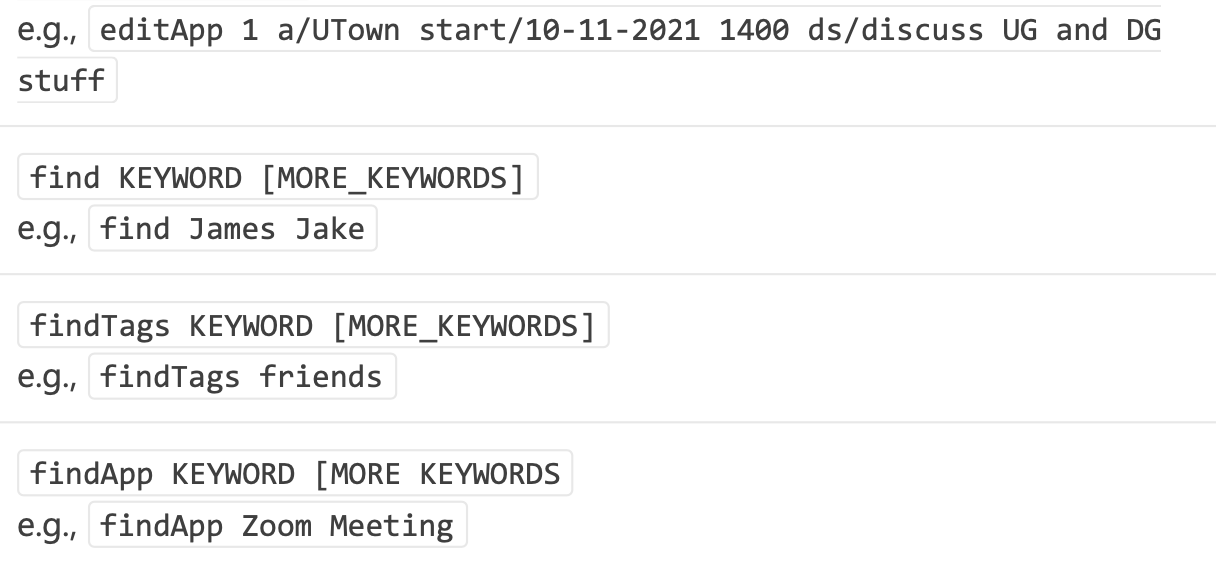 e.g., editApp 1 a/UTown start/10-11-2021 1400 ds/discuss UG and DG
stuff
find KEYWORD [MORE_KEYWORDS]
e.g., find James Jake
findTags KEYWORD [MORE_KEYWORDS]
e.g., findTags friends
findApp KEYWORD [MORE KEYWORDS
e.g., findApp Zoom Meeting